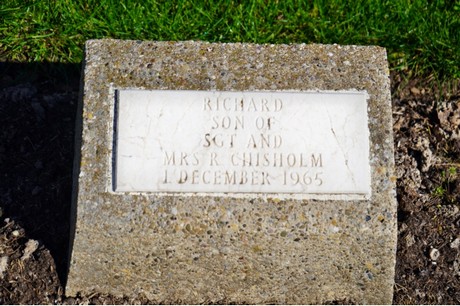 RICHARD
SON OF
SGT AND
MRS R. CHISHOLM
1 DECEMBER 1965